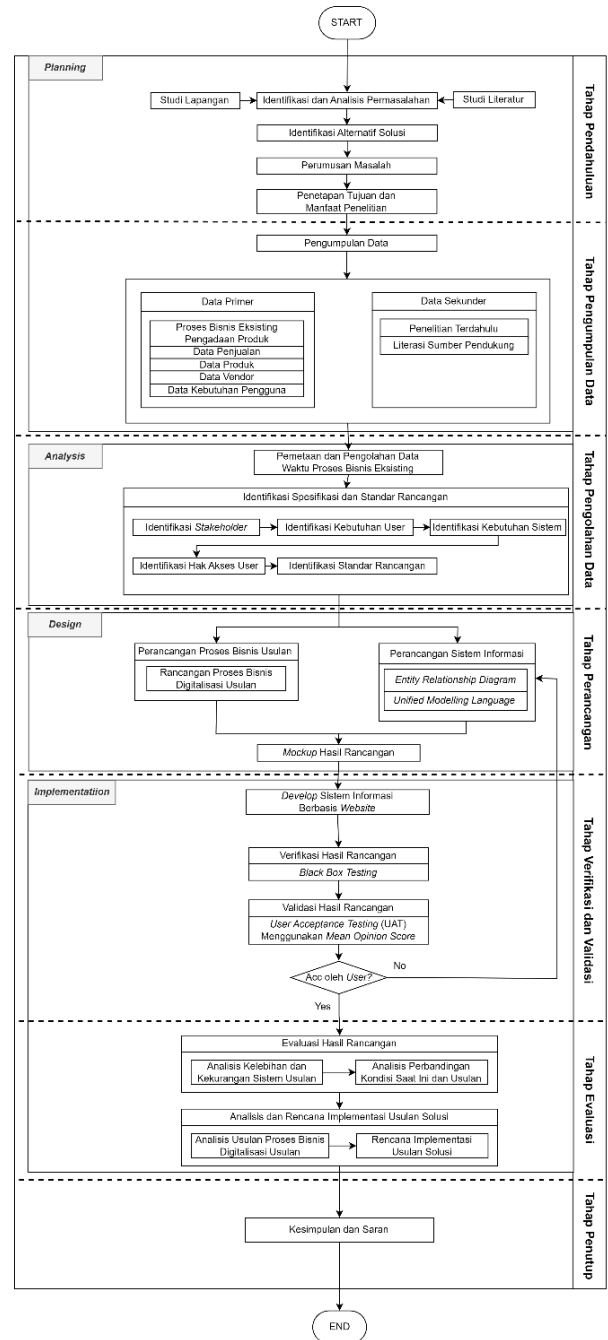 START
Planning
Tahap Pendahuluan
Studi Lapangan
Identifikasi dan Analisis Permasalahan
Studi Literatur
Identifikasi Alternatif Solusi
Perumusan Masalah
Penetapan Tujuan dan
Manfaat Penelitian
Tahap Pengumpulan Data
Pengumpulan Data
Data Primer
Proses Bisnis Eksisting
Pengadaan Produk
Data Penjualan
Data Produk
Data Vendor
Data Kebutuhan Pengguna
Data Sekunder
Penelitian Terdahulu
Literasi Sumber Pendukung
Analysis
Tahap Pengolahan Data
Pemetaan dan Pengolahan Data
Waktu Proses Bisnis Eksisting
Identifikasi Spesifikasi dan Standar Rancangan
Identifikasi Stakeholder
Identifikasi Kebutuhan User
Identifikasi Kebutuhan Sistem
Identifikasi Hak Akses User
Identifikasi Standar Rancangan
Design
Tahap Perancangan
Perancangan Proses Bisnis Usulan
Rancangan Proses Bisnis
Digitalisasi Usulan
Perancangan Sistem Informasi
Entity Relationship Diagram
Unified Modelling Language
Mockup Hasil Rancangan
Implementatiion
Tahap Verifikasi dan Validasi
Develop Sistem Informasi
Berbasis Website
Verifikasi Hasil Rancangan
Black Box Testing
Validasi Hasil Rancangan
User Acceptance Testing (UAT)
Menggunakan Mean Opinion Score
Acc oleh User?
No
Yes
Tahap Evaluasi
Evaluasi Hasil Rancangan
Analisis Kelebihan dan
Kekurangan Sistem Usulan
Analisis Perbandingan
Kondisi Saat Ini dan Usulan
Analisis dan Rencana Implementasi Usulan Solusi
Analisis Usulan Proses Bisnis
Digitalisasi Usulan
Rencana Implementasi
Usulan Solusi
Tahap Penutup
Kesimpulan dan Saran
END